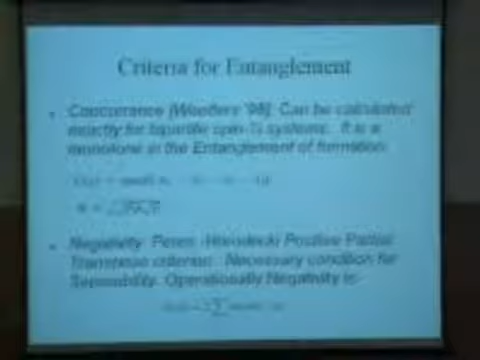 Criteria for Entanglement
• Concurrence [Wootters '98]. Can be calculated
exactly for bipartite spin-½ systems. It is a
monotone in the Entanglement of formation.
• Negativity: Peres-Horodecki Positive Partial
Transpose criterion. Necessary condition for
Separability. Operationally Negativity is: